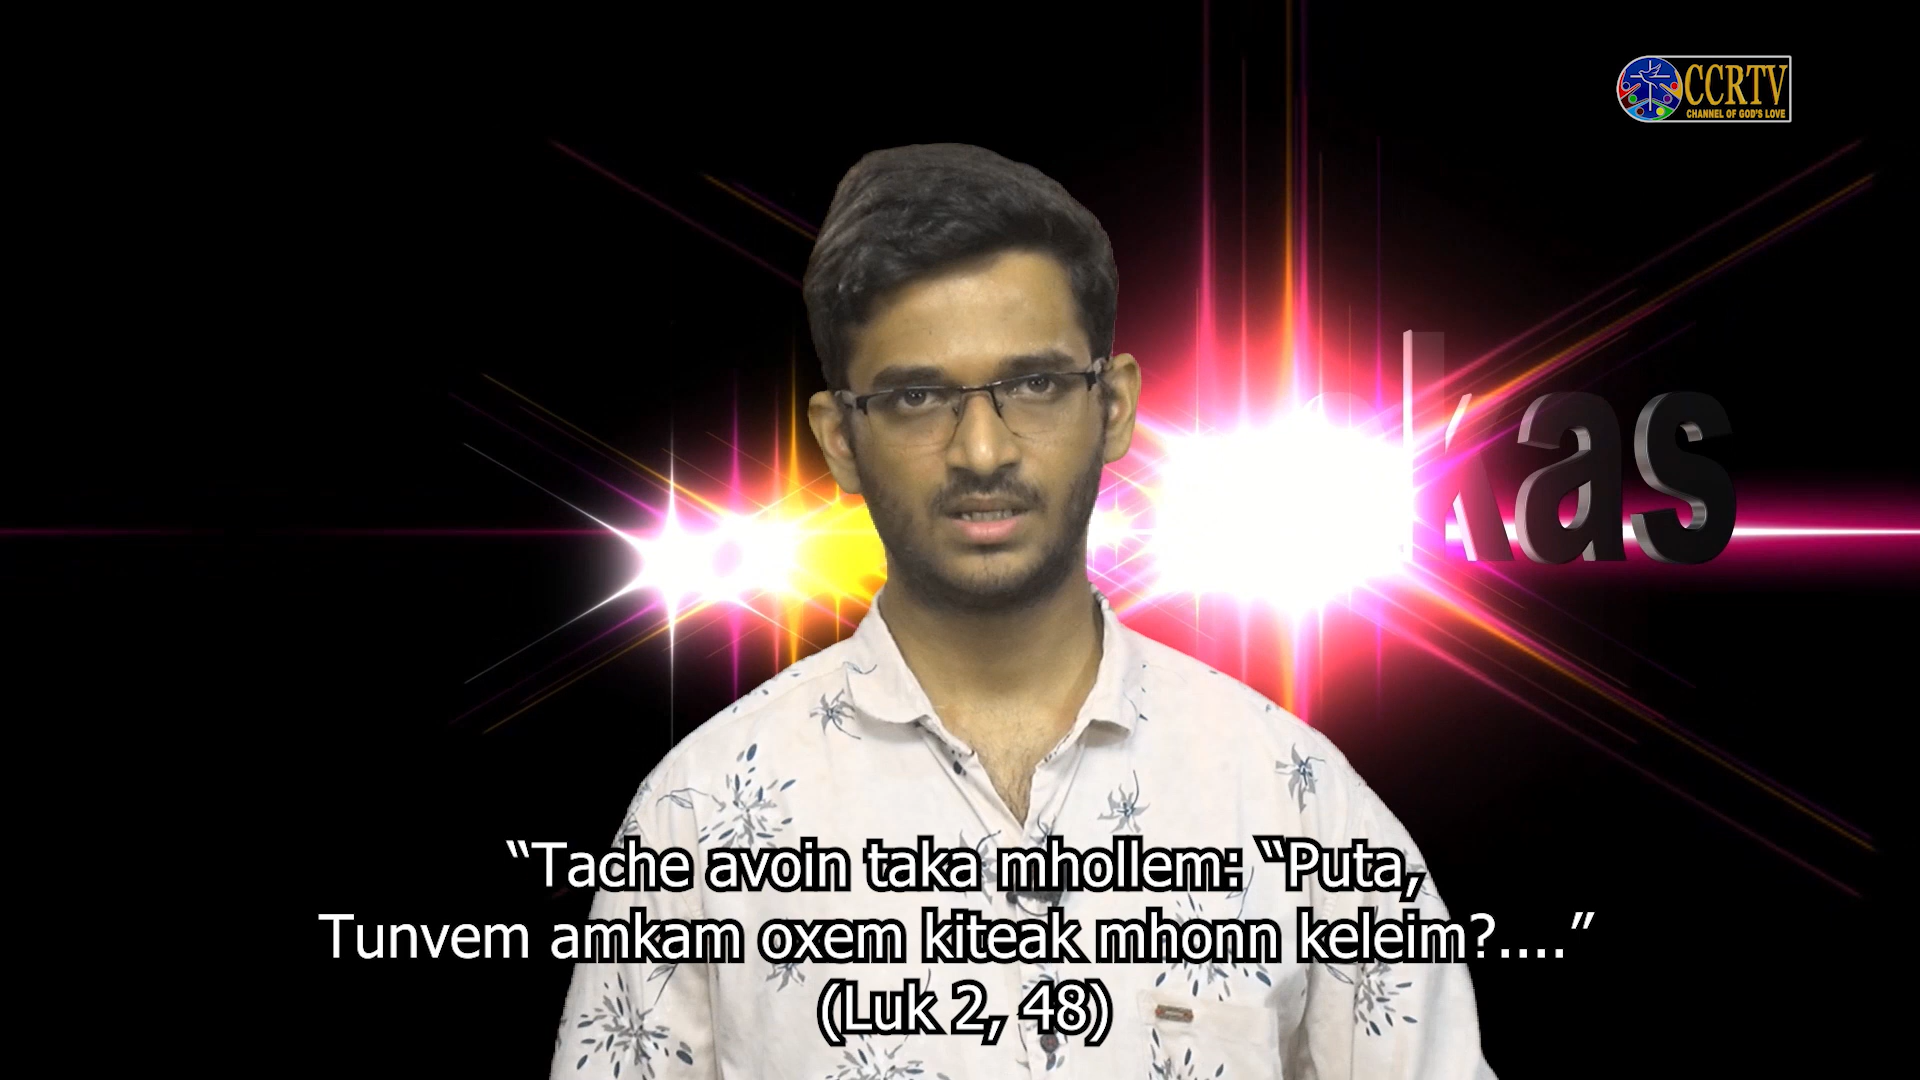 CCRTV
CHANNEL OF GOD'S LOVE
kas
“Tache avoin taka mhollem: “Puta,
Tunvem amkam oxem kiteak mhonn keleim?....”
(Luk 2, 48)